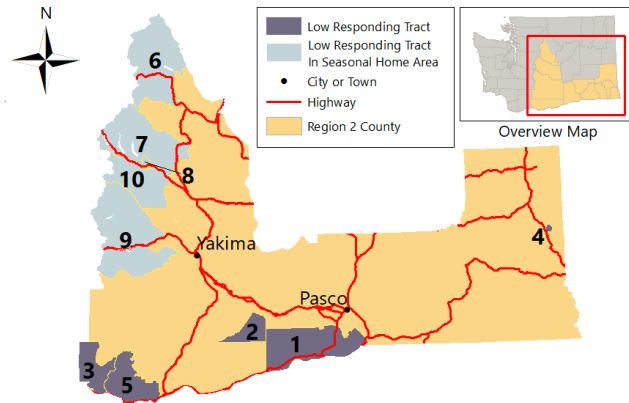 Low Responding Tract
Low Responding Tract
In Seasonal Home Area
City or Town
Highway
Region 2 County
Overview Map
6
7
10
8
9
Yakima
4
Pasco
2
1
3
5